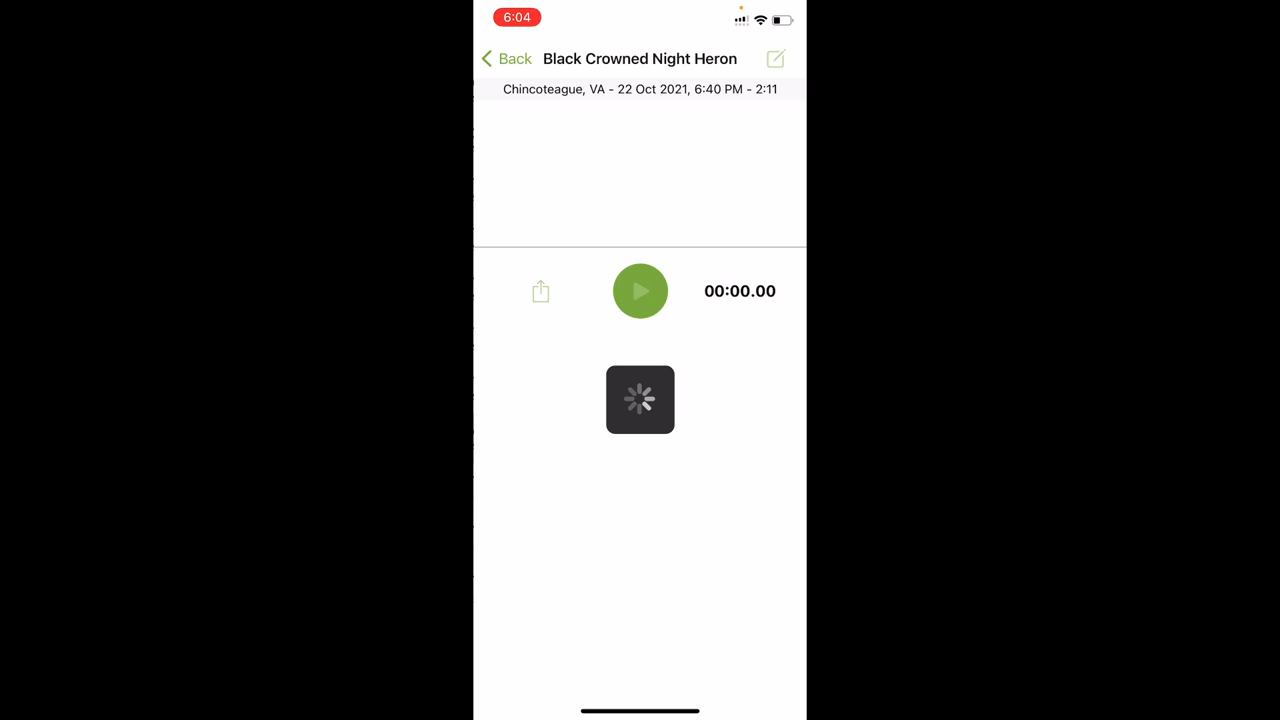 6:04
Back Black Crowned Night Heron
Chincoteague, VA - 22 Oct 2021, 6:40 PM - 2:11
00:00.00